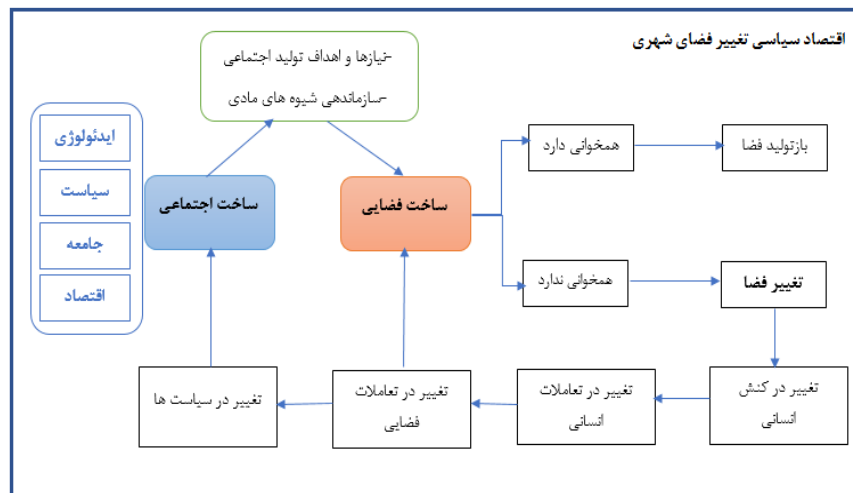 اقتصاد سیاسی تغییر فضای شهری
-نیازها و اهداف تولید اجتماعی
-سازماندهی شیوه های مادی
ایدئولوژی
سیاست
جامعه
اقتصاد
ساخت اجتماعی
ساخت فضایی
همخوانی دارد
بازتولید فضا
همخوانی ندارد
تغییر فضا
تغییر در کنش
انسانی
تغییر در تعاملات
انسانی
تغییر در تعاملات
فضایی
تغییر در سیاست ها